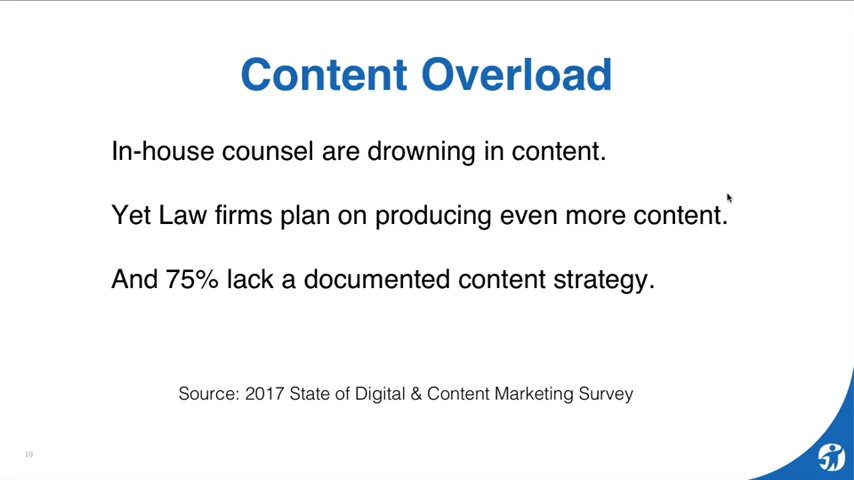 Content Overload
In-house counsel are drowning in content.
Yet Law firms plan on producing even more content.
And 75% lack a documented content strategy.
Source: 2017 State of Digital & Content Marketing Survey
10